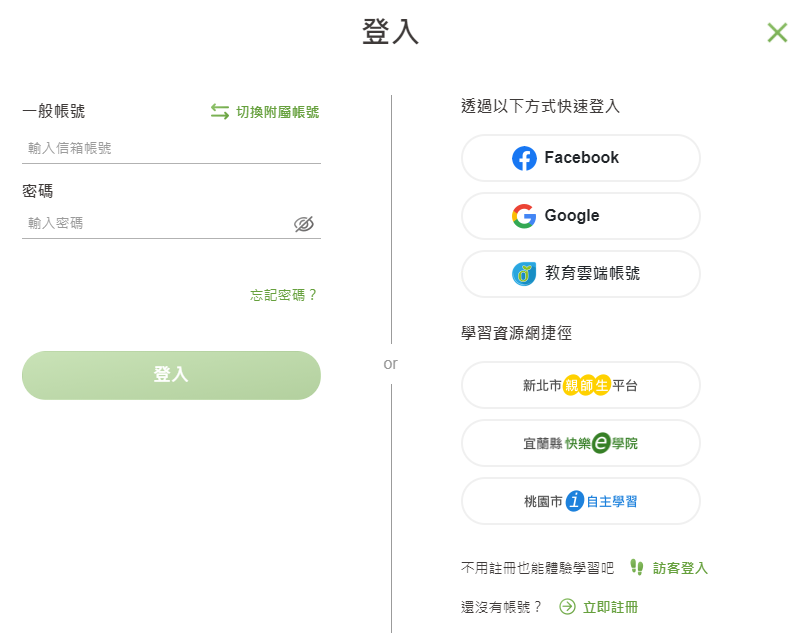 登入
一般帳號
切換附屬帳號
輸入信箱帳號
密碼
輸入密碼
忘記密碼？
登入
or
透過以下方式快速登入
Facebook
Google
教育雲端帳號
學習資源網捷徑
新北市親師生平台
宜蘭縣 快樂e學院
桃園市 i 自主學習
不用註冊也能體驗學習吧 訪客登入
還沒有帳號？ 立即註冊